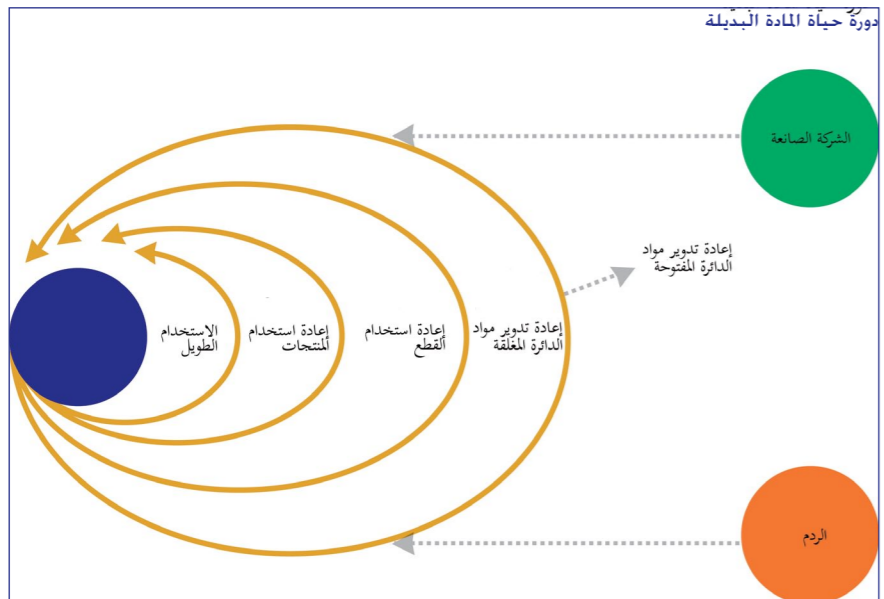 دورة حياة المادة البديلة
الشركة الصانعة
إعادة تدوير مواد
الدائرة المفتوحة
إعادة تدوير مواد
الدائرة المغلقة
إعادة استخدام
القطع
إعادة استخدام
المنتجات
الاستخدام
الطويل
الردم